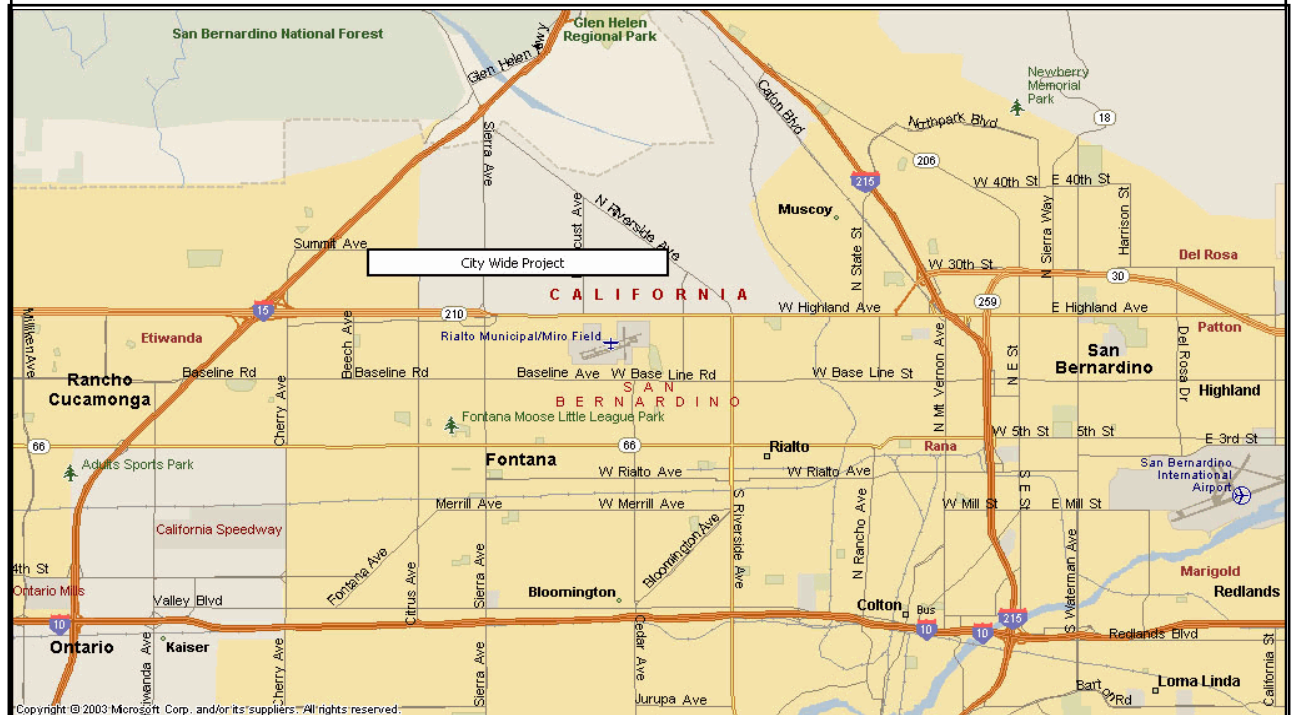 San Bernardino National Forest
Glen Helen
Regional Park
Glen Helen Pkwy
Newberry
Memorial
Park
Cajon Blvd
Northpark Blvd
18
206
215
Sierra Ave
W 40th St
E 40th St
N Riverside Ave
Muscoy
Harrison St
N Sierra Way
N State St
Summit Ave
City Wide Project
Del Rosa
W 30th St
30
CALIFORNIA
15
210
W Highland Ave
259
E Highland Ave
Milliken Ave
Etiwanda
Beech Ave
Rialto Municipal/Miro Field
Patton
San
Bernardino
N Mt Vernon Ave
N E St
Del Rosa Dr
Rancho
Cucamonga
Baseline Rd
Baseline Rd
Baseline Ave
W Base Line Rd
W Base Line St
Highland
SAN
BERNARDINO
Cherry Ave
Fontana Moose Little League Park
66
66
W 5th St
5th St
E 3rd St
Rialto
Rana
Fontana
Adults Sports Park
W Rialto Ave
W Rialto Ave
San Bernardino
International
Airport
Merrill Ave
W Merrill Ave
W Mill St
E Mill St
S E St
California Speedway
S Riverside Ave
Bloomington Ave
N Rancho Ave
S Waterman Ave
4th St
Fontana Ave
Citrus Ave
Sierra Ave
Marigold
Ontario Mills
Valley Blvd
Bloomington
Colton
Bus
Redlands
10
10
10
215
Redlands Blvd
Ontario
Kaiser
Cherry Ave
Sierra Ave
Cedar Ave
California St
Barton Rd
Loma Linda
Jurupa Ave
Copyright © 2003 Microsoft Corp. and/or its suppliers. All rights reserved.